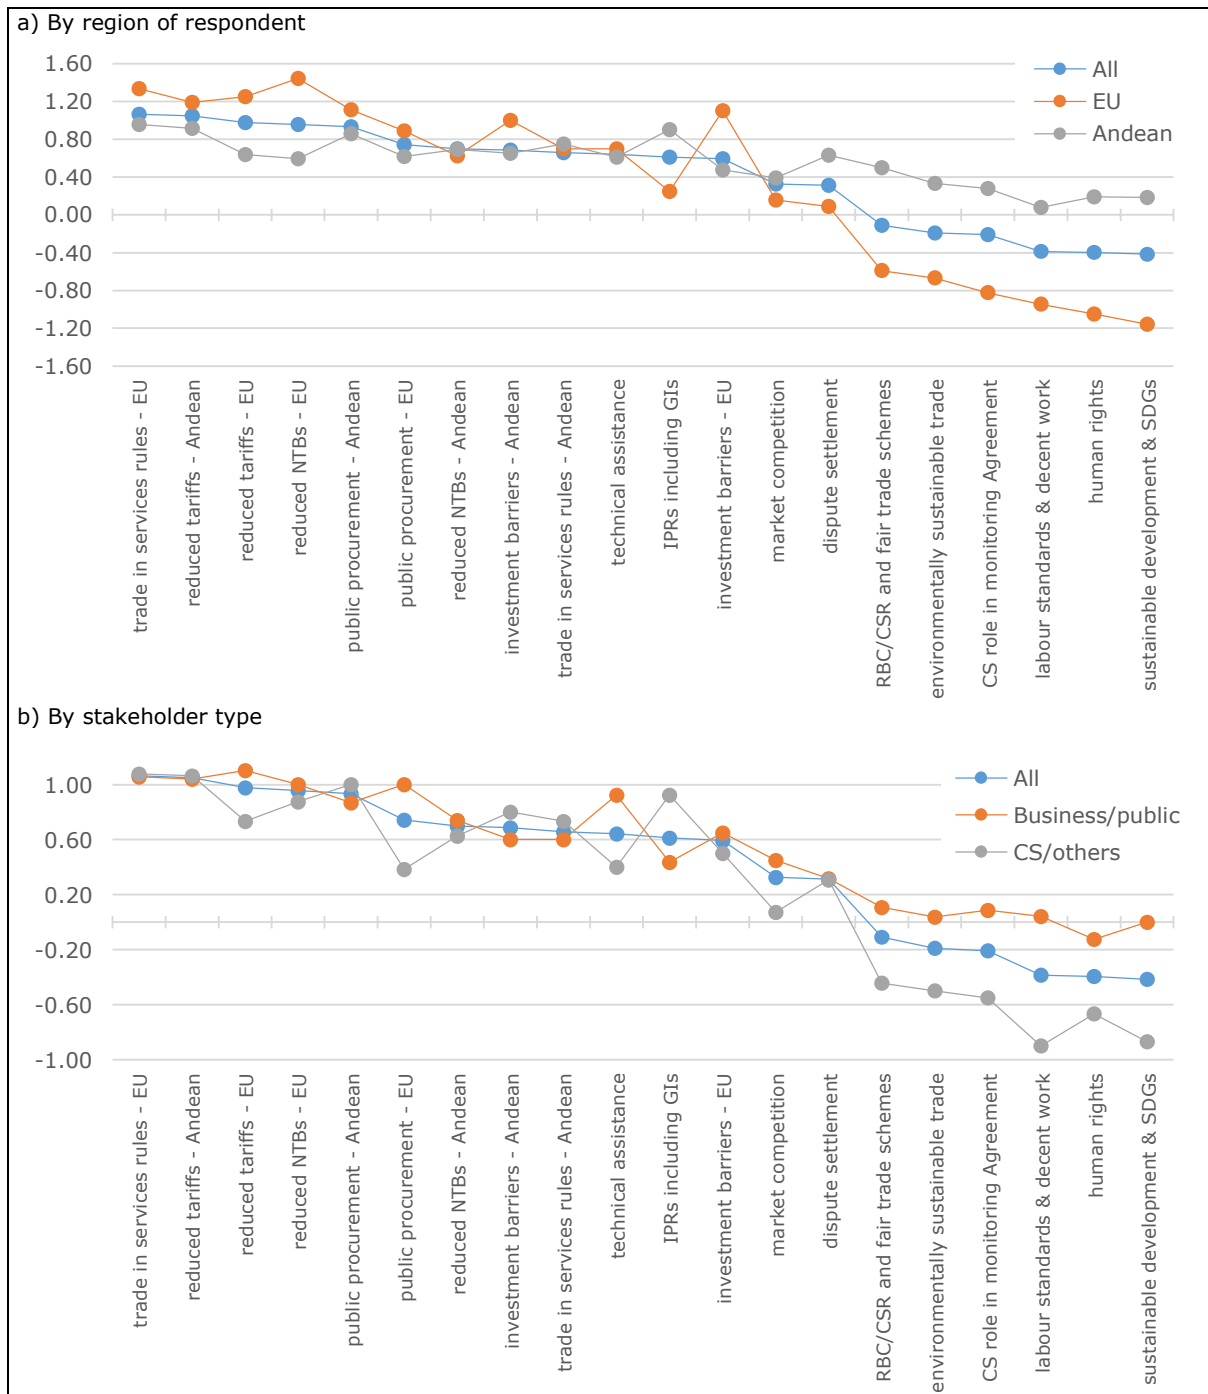 a) By region of respondent
1.60
1.20
0.80
0.40
0.00
-0.40
-0.80
-1.20
-1.60
All
EU
Andean
trade in services rules - EU
reduced tariffs - Andean
reduced tariffs - EU
reduced NTBs - EU
public procurement - Andean
public procurement - EU
reduced NTBs - Andean
investment barriers - Andean
trade in services rules - Andean
technical assistance
IPRs including GIs
investment barriers - EU
market competition
dispute settlement
RBC/CSR and fair trade schemes
environmentally sustainable trade
CS role in monitoring Agreement
labour standards & decent work
human rights
sustainable development & SDGs
b) By stakeholder type
1.00
0.60
0.20
-0.20
-0.60
-1.00
All
Business/public
CS/others
trade in services rules - EU
reduced tariffs - Andean
reduced tariffs - EU
reduced NTBs - EU
public procurement - Andean
public procurement - EU
reduced NTBs - Andean
investment barriers - Andean
trade in services rules - Andean
technical assistance
IPRs including GIs
investment barriers - EU
market competition
dispute settlement
RBC/CSR and fair trade schemes
environmentally sustainable trade
CS role in monitoring Agreement
labour standards & decent work
human rights
sustainable development & SDGs